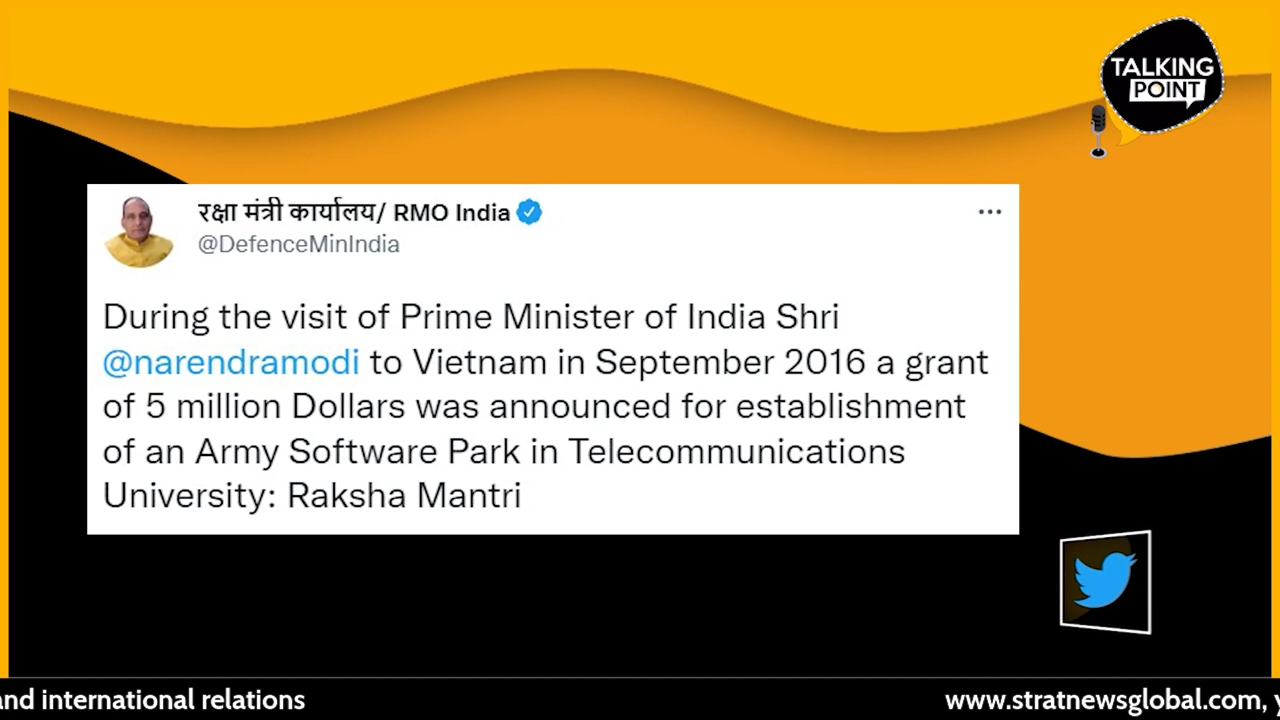 TALKING
POINT
रक्षा मंत्री कार्यालय/ RMO India
@DefenceMinIndia
During the visit of Prime Minister of India Shri
@narendramodi to Vietnam in September 2016 a grant
of 5 million Dollars was announced for establishment
of an Army Software Park in Telecommunications
University: Raksha Mantri
and international relations www.stratnewsglobal.com,